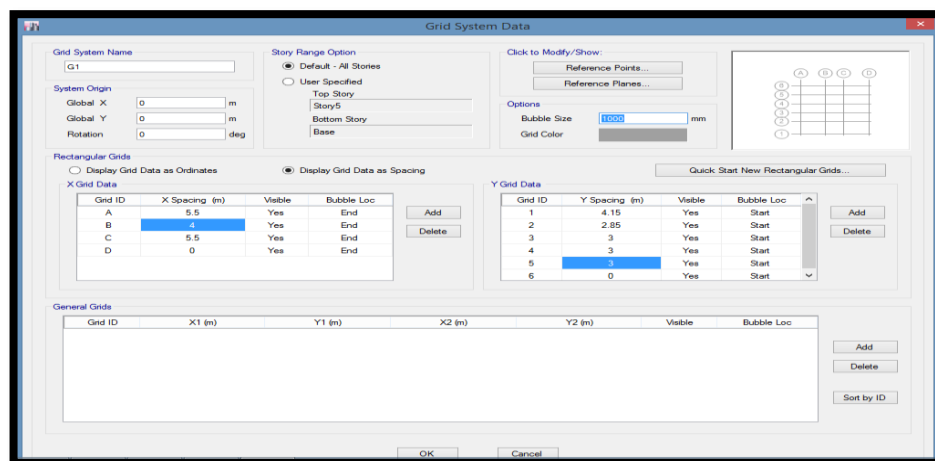 Grid System Data
Grid System Name
G1
System Origin
Global X 0 m
Global Y 0 m
Rotation 0 deg
Story Range Option
Default - All Stories
User Specified
Top Story
Story5
Bottom Story
Base
Click to Modify/Show:
Reference Points...
Reference Planes...
Options
Bubble Size 1000 mm
Grid Color
A B C D
6
5
4
3
2
1
Rectangular Grids
Display Grid Data as Ordinates Display Grid Data as Spacing Quick Start New Rectangular Grids...
X Grid Data
Grid ID X Spacing (m) Visible Bubble Loc
A 5.5 Yes End
B 4 Yes End
C 5.5 Yes End
D 0 Yes End
Add
Delete
Y Grid Data
Grid ID Y Spacing (m) Visible Bubble Loc
1 4.15 Yes Start
2 2.85 Yes Start
3 3 Yes Start
4 3 Yes Start
5 3 Yes Start
6 0 Yes Start
Add
Delete
General Grids
Grid ID X1 (m) Y1 (m) X2 (m) Y2 (m) Visible Bubble Loc
Add
Delete
Sort by ID
OK Cancel